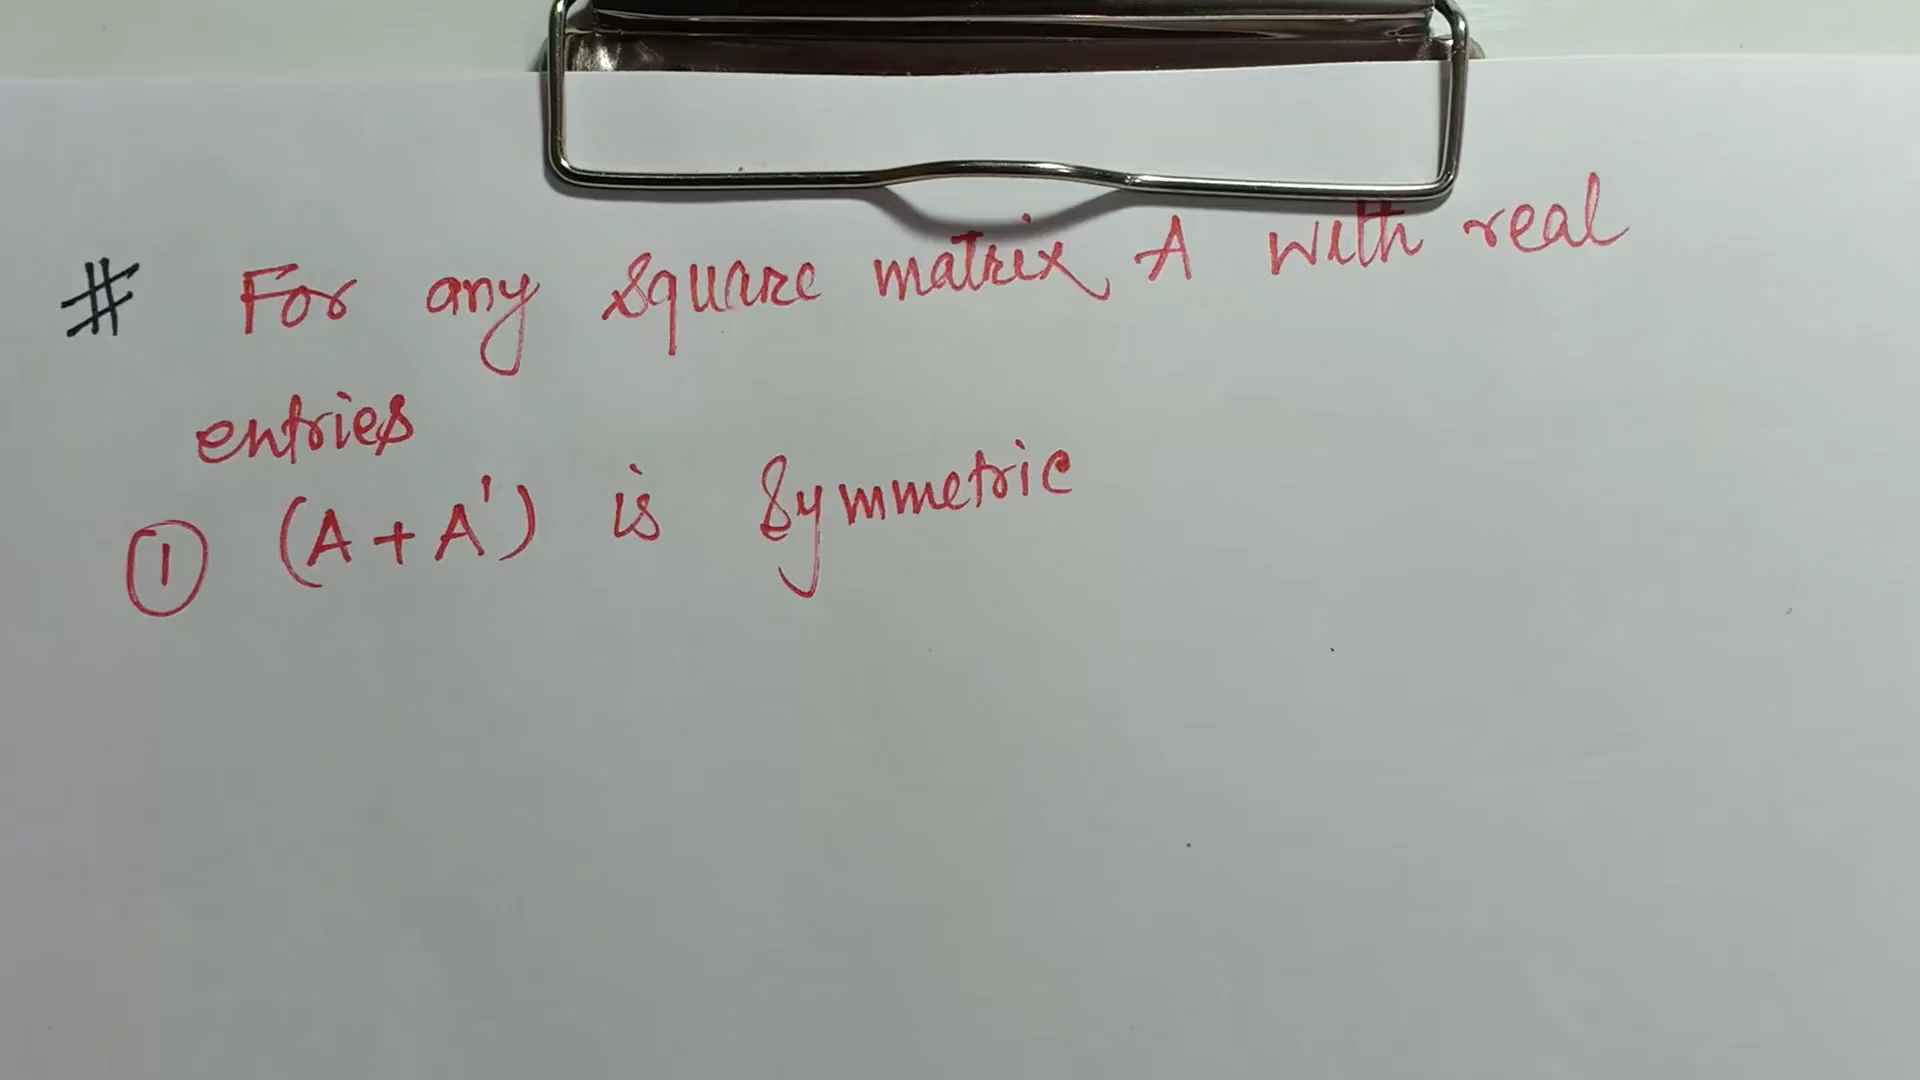 # For any square matrix A with real
entries
① (A + A') is Symmetric